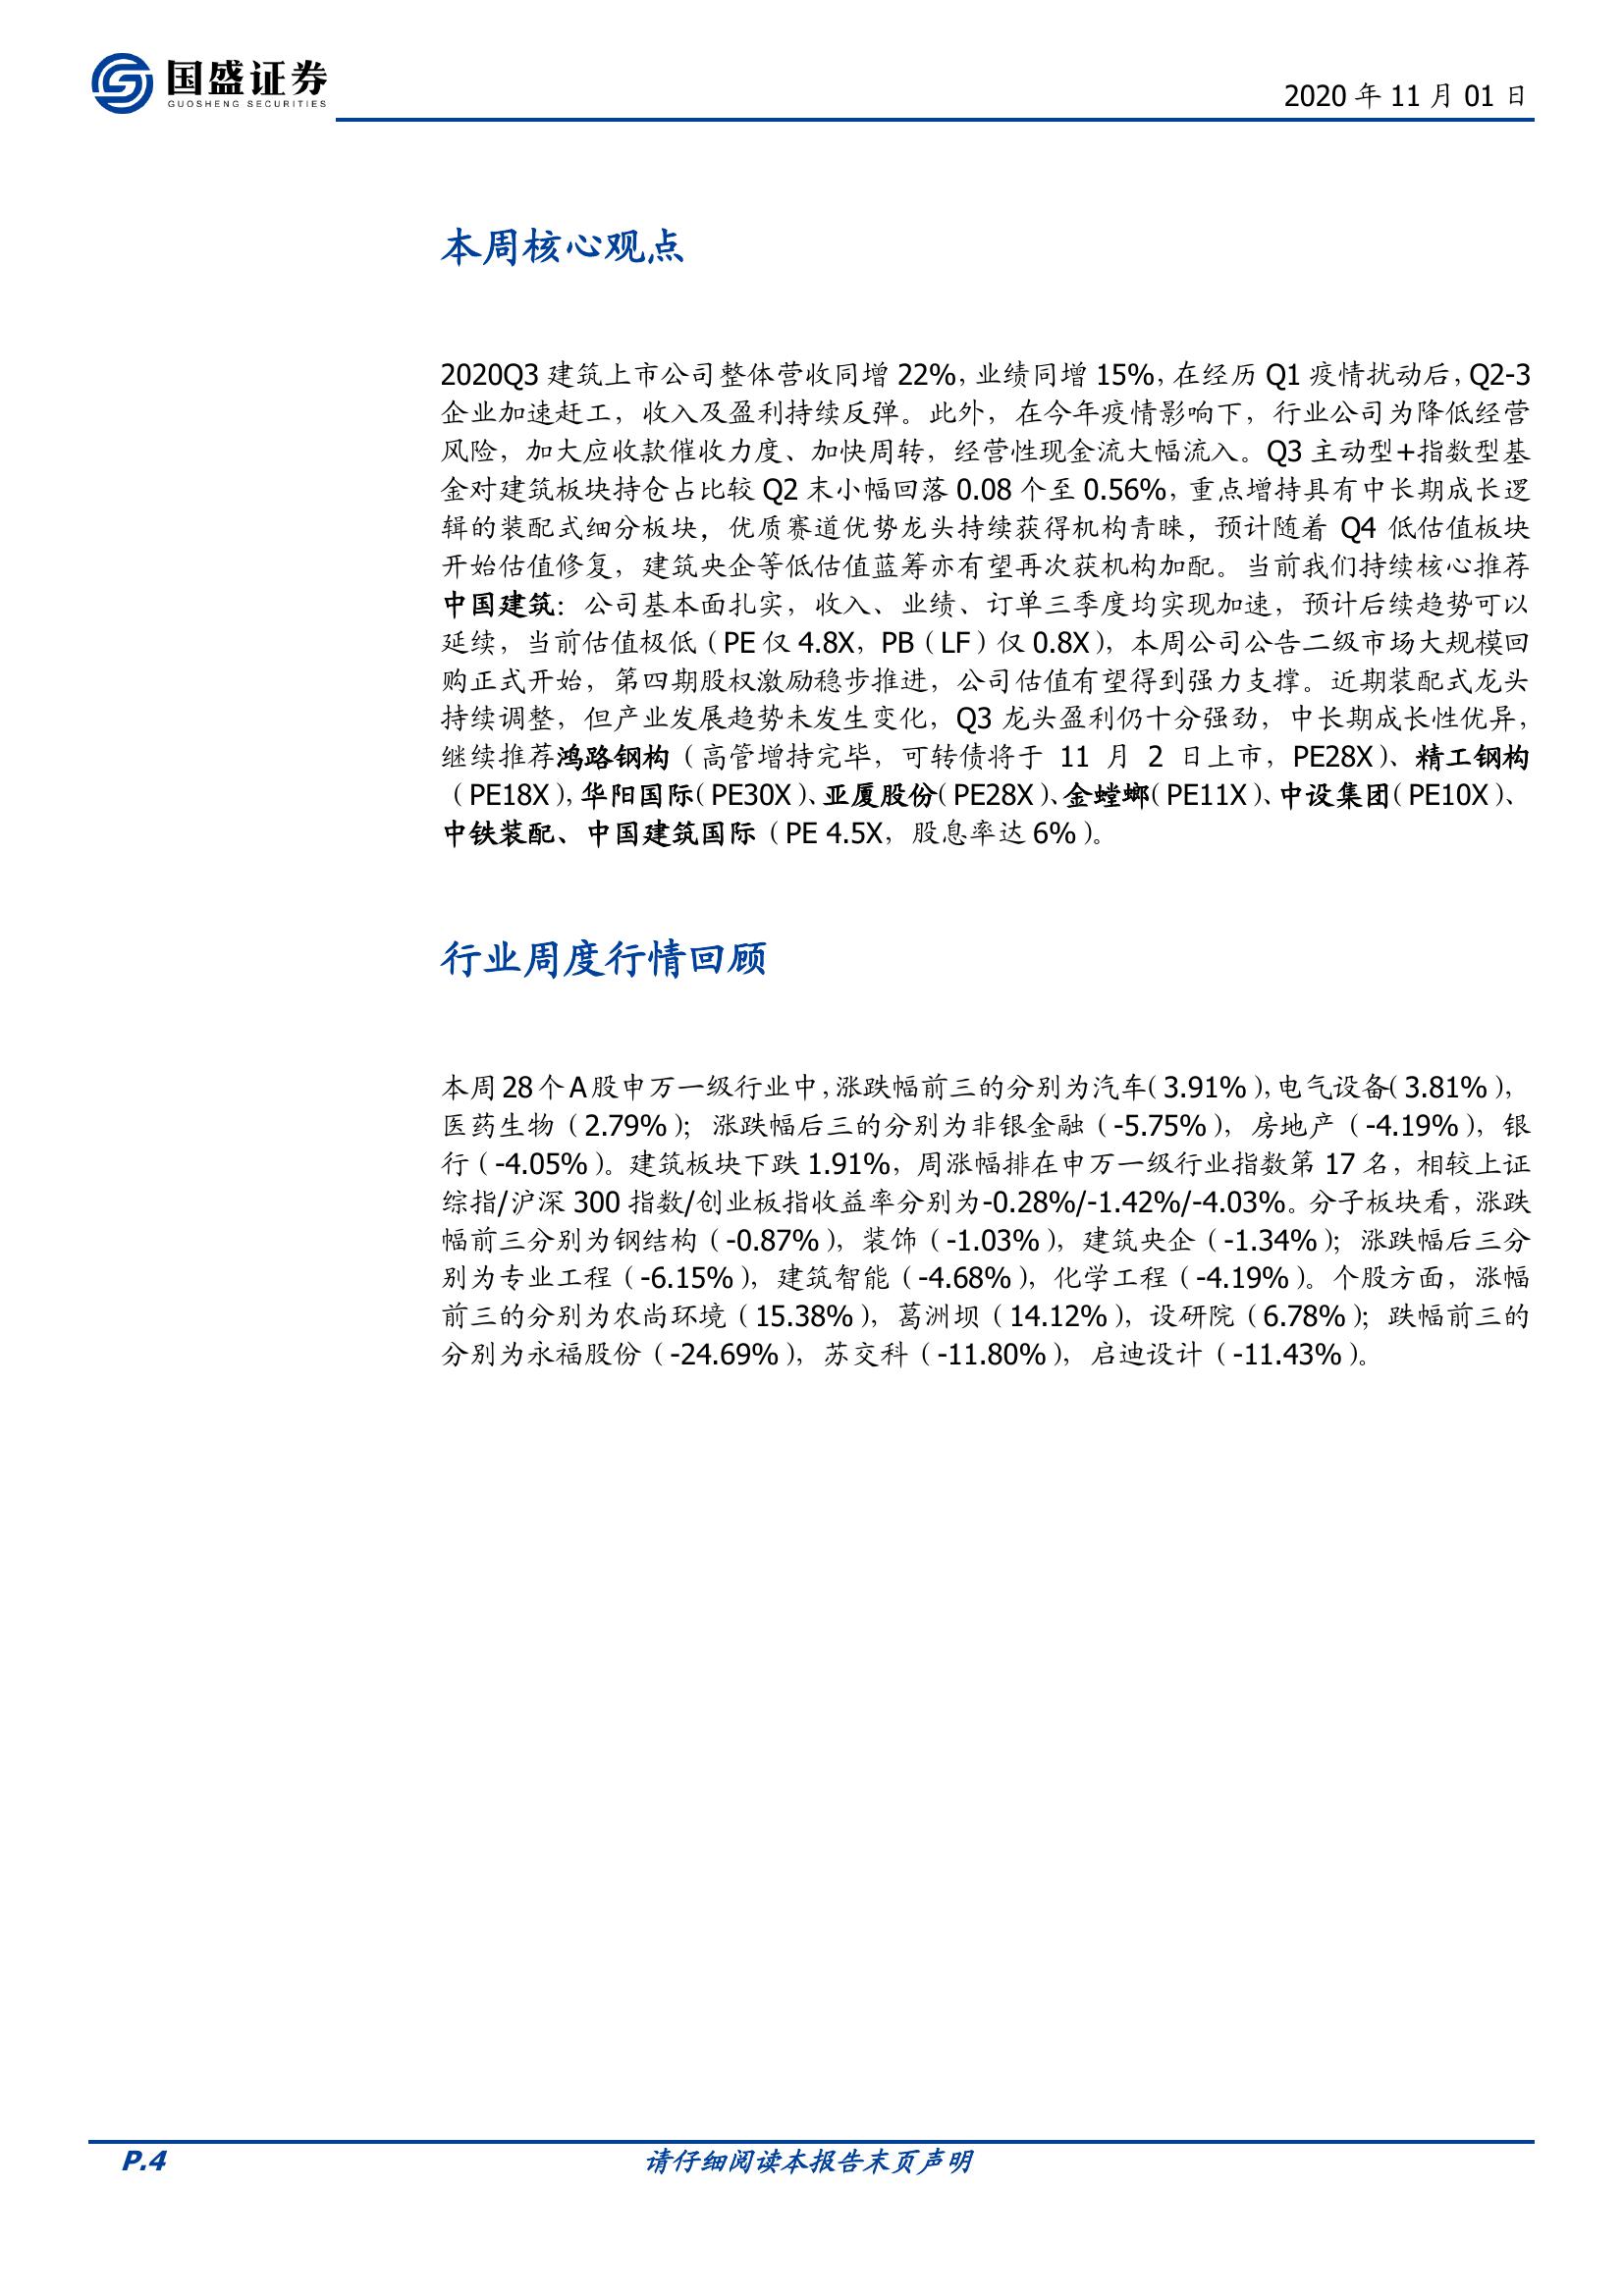 国盛证券
GUOSHENG SECURITIES
2020 年 11 月 01 日
本周核心观点
2020Q3 建筑上市公司整体营收同增 22%，业绩同增 15%，在经历 Q1 疫情扰动后，Q2-3
企业加速赶工，收入及盈利持续反弹。此外，在今年疫情影响下，行业公司为降低经营
风险，加大应收款催收力度、加快周转，经营性现金流大幅流入。Q3 主动型+指数型基
金对建筑板块持仓占比较 Q2 末小幅回落 0.08 个至 0.56%，重点增持具有中长期成长逻
辑的装配式细分板块，优质赛道优势龙头持续获得机构青睐，预计随着 Q4 低估值板块
开始估值修复，建筑央企等低估值蓝筹亦有望再次获机构加配。当前我们持续核心推荐
中国建筑：公司基本面扎实，收入、业绩、订单三季度均实现加速，预计后续趋势可以
延续，当前估值极低（PE 仅 4.8X，PB（LF）仅 0.8X），本周公司公告二级市场大规模回
购正式开始，第四期股权激励稳步推进，公司估值有望得到强力支撑。近期装配式龙头
持续调整，但产业发展趋势未发生变化，Q3 龙头盈利仍十分强劲，中长期成长性优异，
继续推荐鸿路钢构（高管增持完毕，可转债将于 11 月 2 日上市，PE28X）、精工钢构
（PE18X），华阳国际（PE30X）、亚厦股份（PE28X）、金螳螂（PE11X）、中设集团（PE10X）、
中铁装配、中国建筑国际（PE 4.5X，股息率达 6%）。
行业周度行情回顾
本周 28 个 A 股申万一级行业中，涨跌幅前三的分别为汽车（3.91%），电气设备（3.81%），
医药生物（2.79%）；涨跌幅后三的分别为非银金融（-5.75%），房地产（-4.19%），银
行（-4.05%）。建筑板块下跌 1.91%，周涨幅排在申万一级行业指数第 17 名，相较上证
综指/沪深 300 指数/创业板指收益率分别为-0.28%/-1.42%/-4.03%。分子板块看，涨跌
幅前三分别为钢结构（-0.87%），装饰（-1.03%），建筑央企（-1.34%）；涨跌幅后三分
别为专业工程（-6.15%），建筑智能（-4.68%），化学工程（-4.19%）。个股方面，涨幅
前三的分别为农尚环境（15.38%），葛洲坝（14.12%），设研院（6.78%）；跌幅前三的
分别为永福股份（-24.69%），苏交科（-11.80%），启迪设计（-11.43%）。
P.4
请仔细阅读本报告末页声明